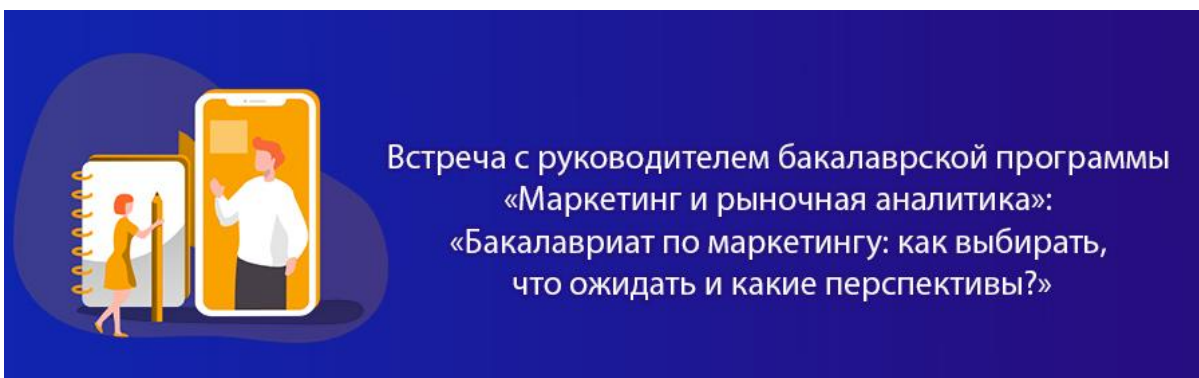 Встреча с руководителем бакалаврской программы
«Маркетинг и рыночная аналитика»:
«Бакалавриат по маркетингу: как выбирать,
что ожидать и какие перспективы?»